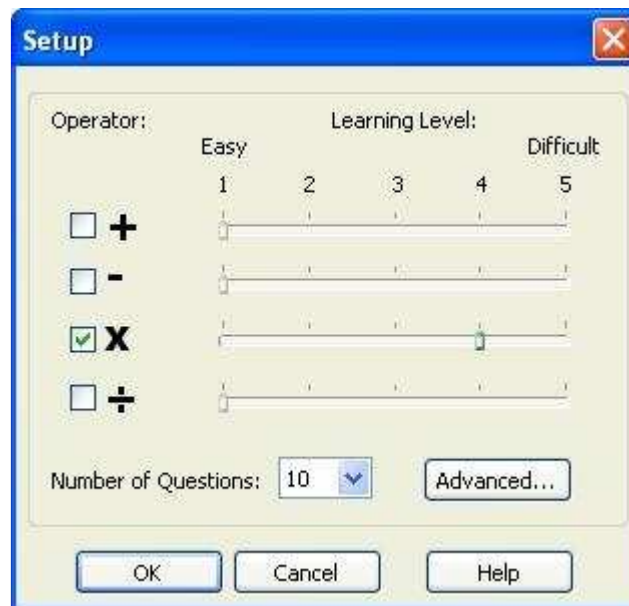 Setup
Operator: Learning Level:
Easy Difficult
1 2 3 4 5
+
-
x
÷
Number of Questions: 10 Advanced...
OK Cancel Help